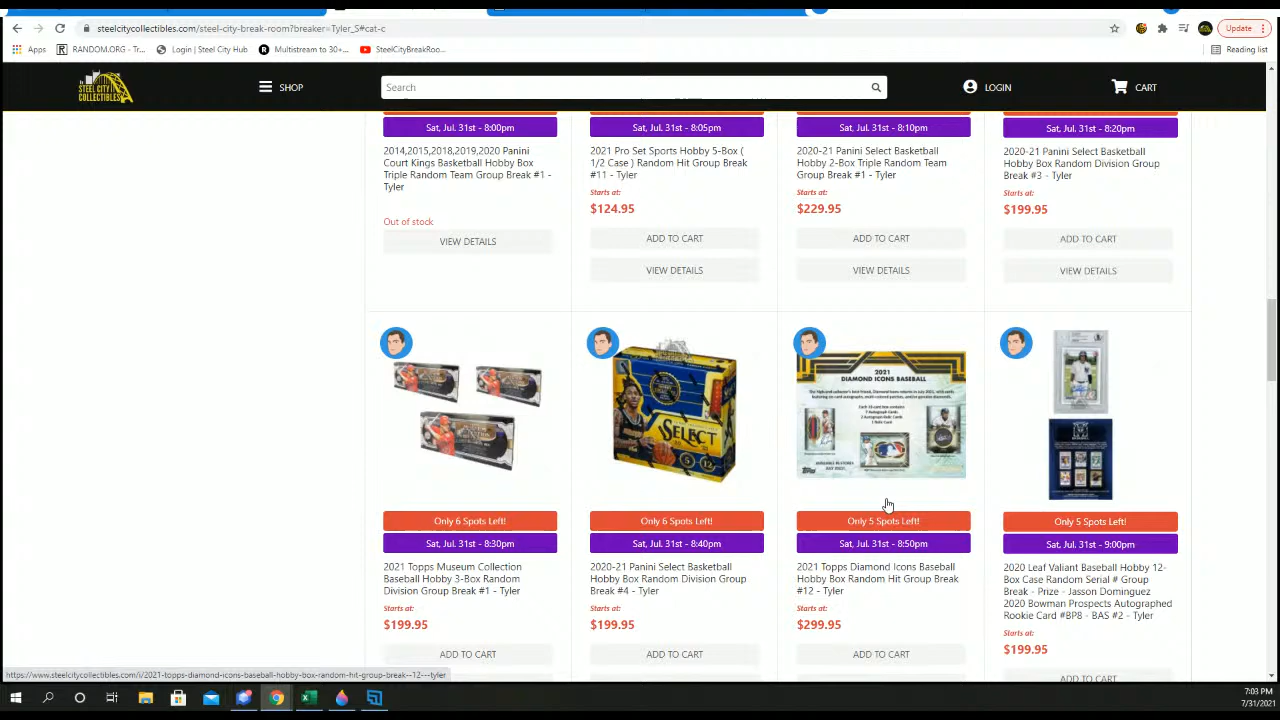 steelcitycollectibles.com/steel-city-break-room?breaker=Tyler_S#cat-c
Update
Apps
RANDOM.ORG - Tr...
Login | Steel City Hub
Multistream to 30+...
SteelCityBreakRoo...
Reading list
STEEL CITY
COLLECTIBLES
SHOP
Search
LOGIN
CART
Sat, Jul. 31st - 8:00pm
2014,2015,2018,2019,2020 Panini
Court Kings Basketball Hobby Box
Triple Random Team Group Break #1 -
Tyler
Out of stock
VIEW DETAILS
Sat, Jul. 31st - 8:05pm
2021 Pro Set Sports Hobby 5-Box (
1/2 Case ) Random Hit Group Break
#11 - Tyler
Starts at:
$124.95
ADD TO CART
VIEW DETAILS
Sat, Jul. 31st - 8:10pm
2020-21 Panini Select Basketball
Hobby 2-Box Triple Random Team
Group Break #1 - Tyler
Starts at:
$229.95
ADD TO CART
VIEW DETAILS
Sat, Jul. 31st - 8:20pm
2020-21 Panini Select Basketball
Hobby Box Random Division Group
Break #3 - Tyler
Starts at:
$199.95
ADD TO CART
VIEW DETAILS
Only 6 Spots Left!
Sat, Jul. 31st - 8:30pm
2021 Topps Museum Collection
Baseball Hobby 3-Box Random
Division Group Break #1 - Tyler
Starts at:
$199.95
ADD TO CART
SELECT
5
12
Only 6 Spots Left!
Sat, Jul. 31st - 8:40pm
2020-21 Panini Select Basketball
Hobby Box Random Division Group
Break #4 - Tyler
Starts at:
$199.95
ADD TO CART
2021
DIAMOND ICONS BASEBALL
Topps
Only 5 Spots Left!
Sat, Jul. 31st - 8:50pm
2021 Topps Diamond Icons Baseball
Hobby Box Random Hit Group Break
#12 - Tyler
Starts at:
$299.95
ADD TO CART
Only 5 Spots Left!
Sat, Jul. 31st - 9:00pm
2020 Leaf Valiant Baseball Hobby 12-
Box Case Random Serial # Group
Break - Prize - Jasson Dominguez
2020 Bowman Prospects Autographed
Rookie Card #BP8 - BAS #2 - Tyler
Starts at:
$199.95
ADD TO CART
https://www.steelcitycollectibles.com/i/2021-topps-diamond-icons-baseball-hobby-box-random-hit-group-break--12---tyler
7:03 PM
7/31/2021